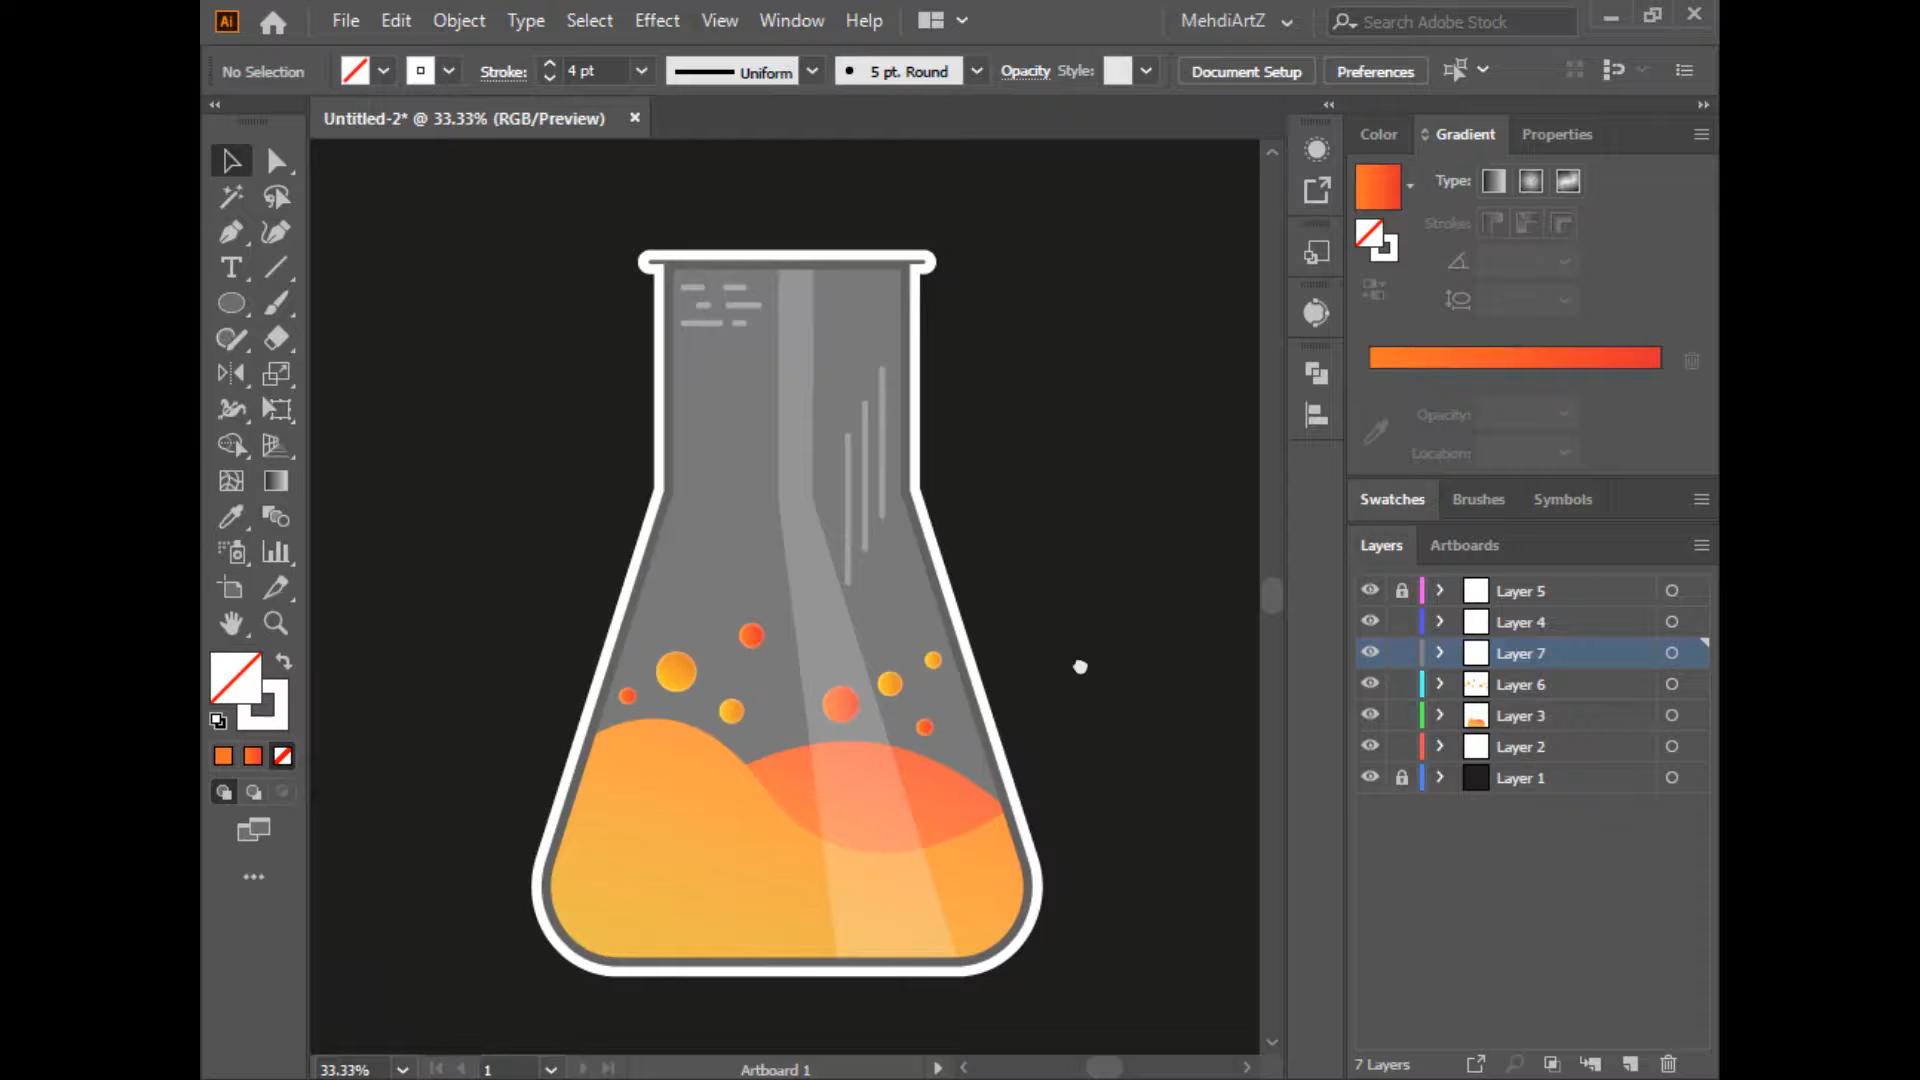 Ai File Edit Object Type Select Effect View Window Help MehdiArtZ Search Adobe Stock
No Selection Stroke: 4 pt Uniform 5 pt. Round Opacity Style: Document Setup Preferences
Untitled-2* @ 33.33% (RGB/Preview)
Color Gradient Properties
Type:
Stroke:
Opacity:
Location:
Swatches Brushes Symbols
Layers Artboards
Layer 5
Layer 4
Layer 7
Layer 6
Layer 3
Layer 2
Layer 1
33.33% 1 Artboard 1 7 Layers